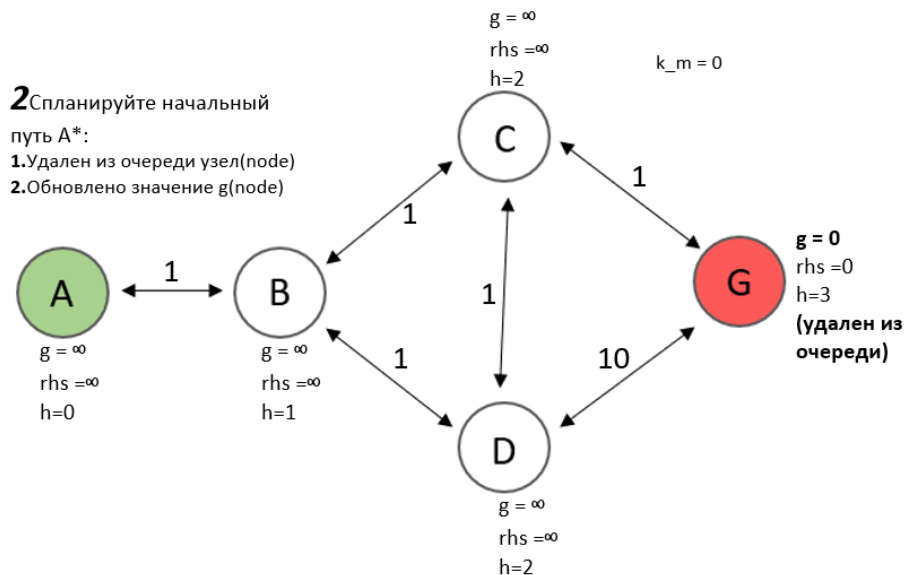 g = ∞
rhs =∞
h=2
k_m = 0
2Спланируйте начальный
путь A*:
1.Удален из очереди узел(node)
2.Обновлено значение g(node)
C
1
1
A
1
B
1
G
g = 0
rhs =0
h=3
(удален из
очереди)
g = ∞
rhs =∞
h=0
g = ∞
rhs =∞
h=1
1
10
D
g = ∞
rhs =∞
h=2